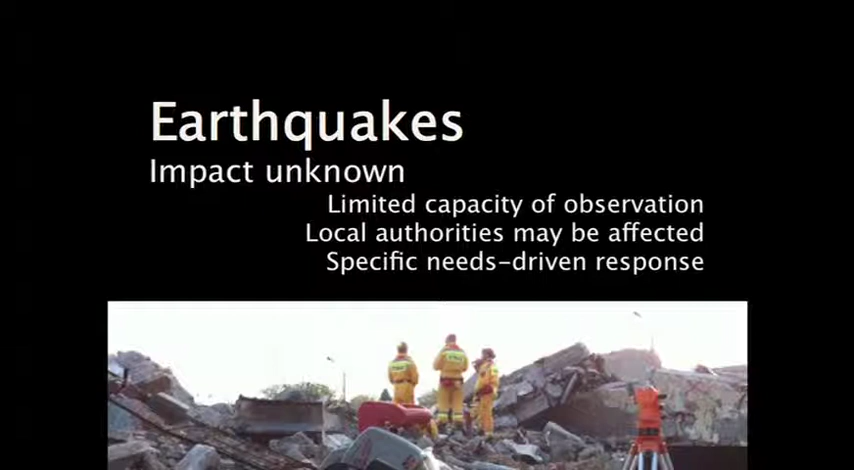 Earthquakes
Impact unknown
Limited capacity of observation
Local authorities may be affected
Specific needs-driven response